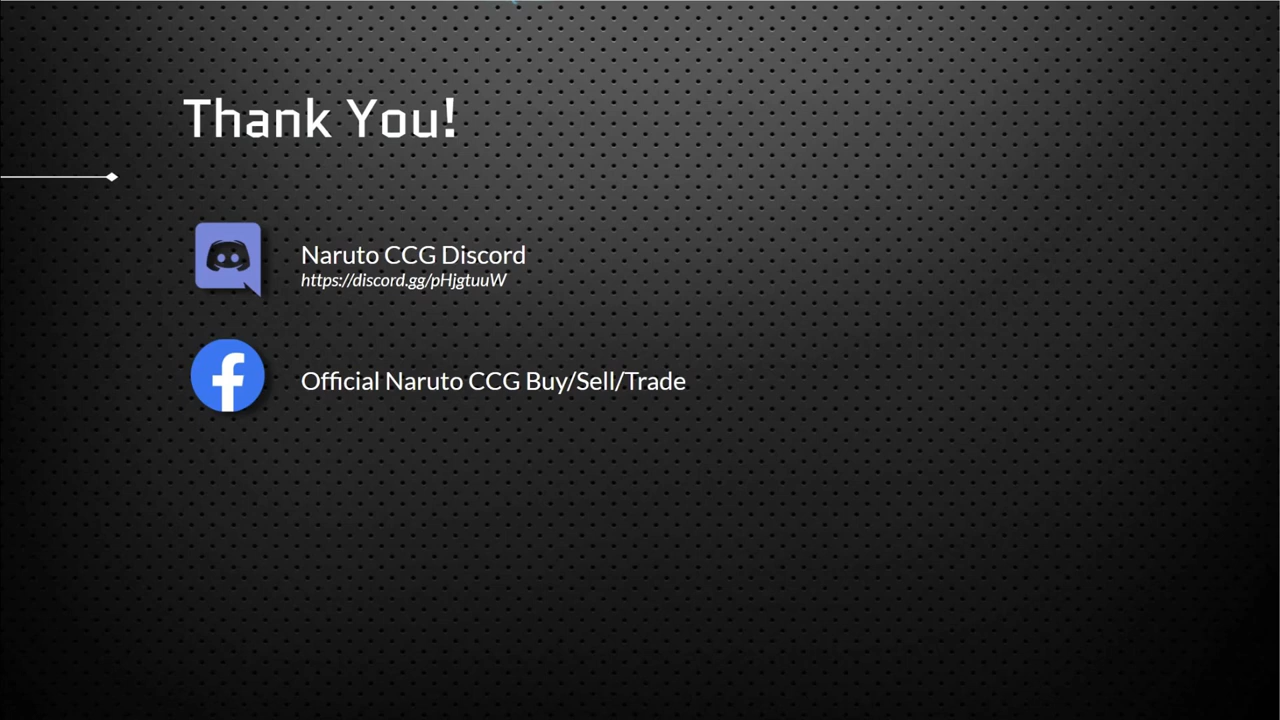 Thank You!
Naruto CCG Discord
https://discord.gg/pHjgtuuW
Official Naruto CCG Buy/Sell/Trade